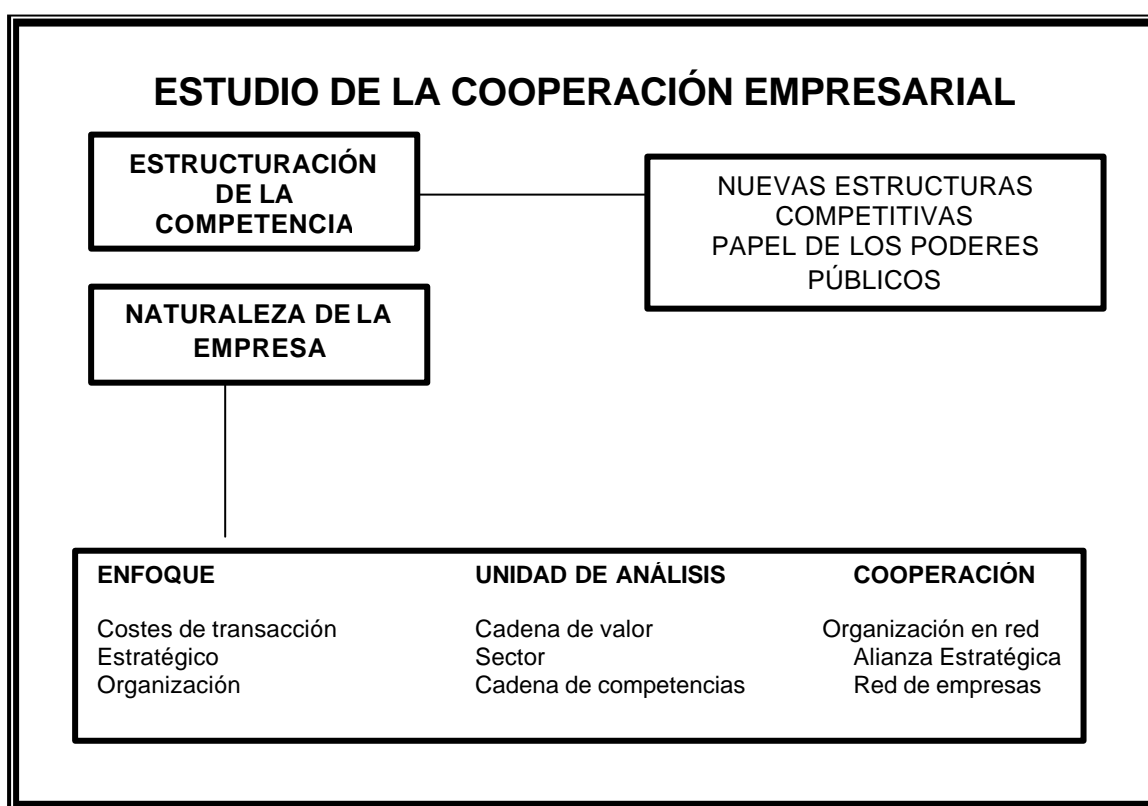 ESTUDIO DE LA COOPERACIÓN EMPRESARIAL
ESTRUCTURACIÓN
DE LA
COMPETENCIA
NUEVAS ESTRUCTURAS
COMPETITIVAS
PAPEL DE LOS PODERES
PÚBLICOS
NATURALEZA DE LA
EMPRESA
ENFOQUE UNIDAD DE ANÁLISIS COOPERACIÓN
Costes de transacción Cadena de valor Organización en red
Estratégico Sector Alianza Estratégica
Organización Cadena de competencias Red de empresas